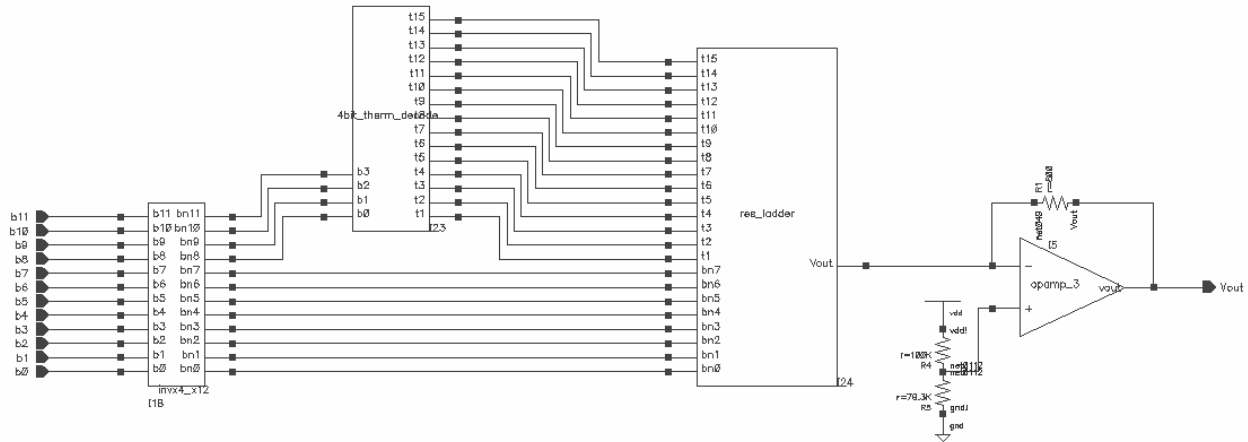 t15
t14
t13
t12
t11
t10
t9
t8
t7
t6
t5
t4
t3
t2
t1
4bit_therm_decode
b3
b2
b1
b0
I23
b11
b10
b9
b8
b7
b6
b5
b4
b3
b2
b1
b0
b11 bn11
b10 bn10
b9 bn9
b8 bn8
b7 bn7
b6 bn6
b5 bn5
b4 bn4
b3 bn3
b2 bn2
b1 bn1
b0 bn0
invx4_x12
I18
t15
t14
t13
t12
t11
t10
t9
t8
t7
t6
t5
t4
t3
t2
t1
bn7
bn6
bn5
bn4
bn3
bn2
bn1
bn0
res_ladder
Vout
I24
R1
r=800
net049
Vout
I5
opamp_3
-
+
vout
Vout
vdd
vdd!
r=100K
R4
net0112
r=78.3K
R5
gnd!
gnd